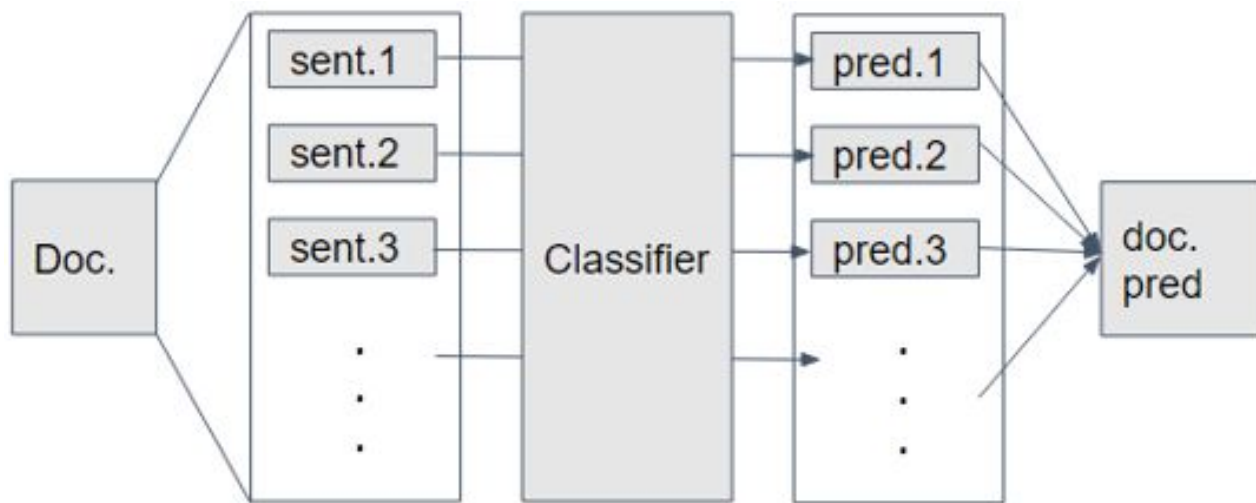 Doc.
sent.1
sent.2
sent.3
.
.
.
Classifier
pred.1
pred.2
pred.3
.
.
.
doc.
pred